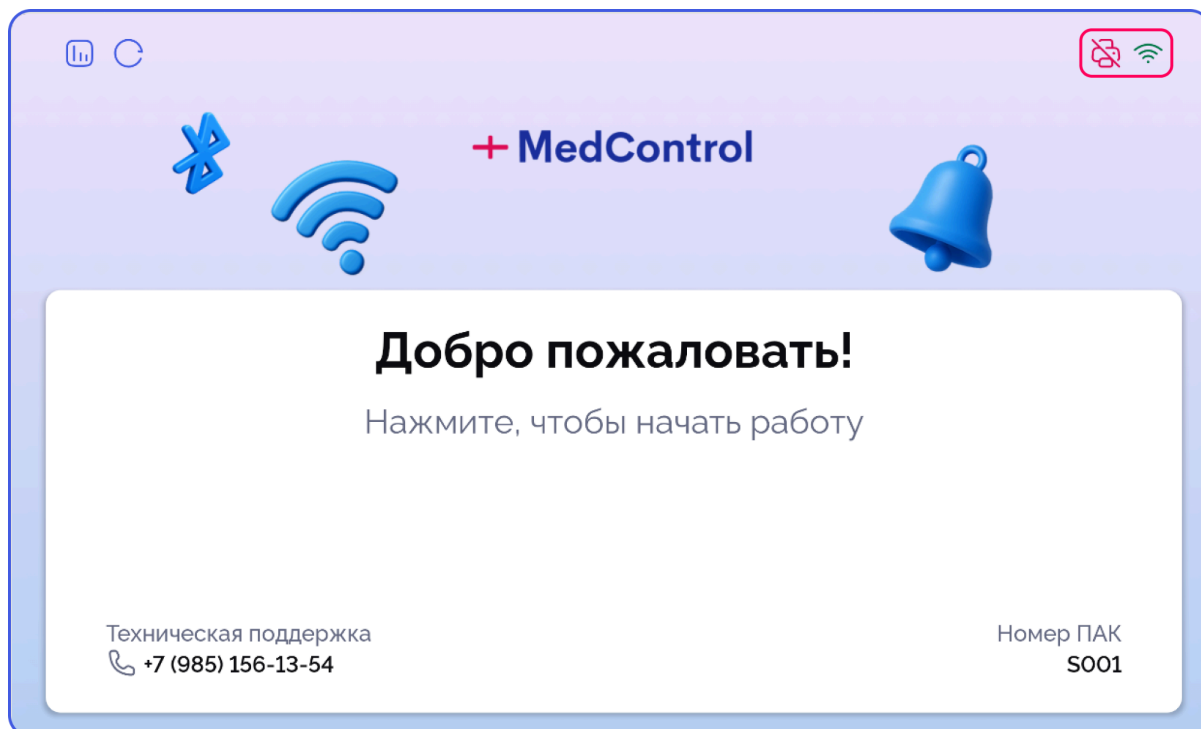 MedControl
Добро пожаловать!
Нажмите, чтобы начать работу
Техническая поддержка
+7 (985) 156-13-54
Номер ПАК
S001